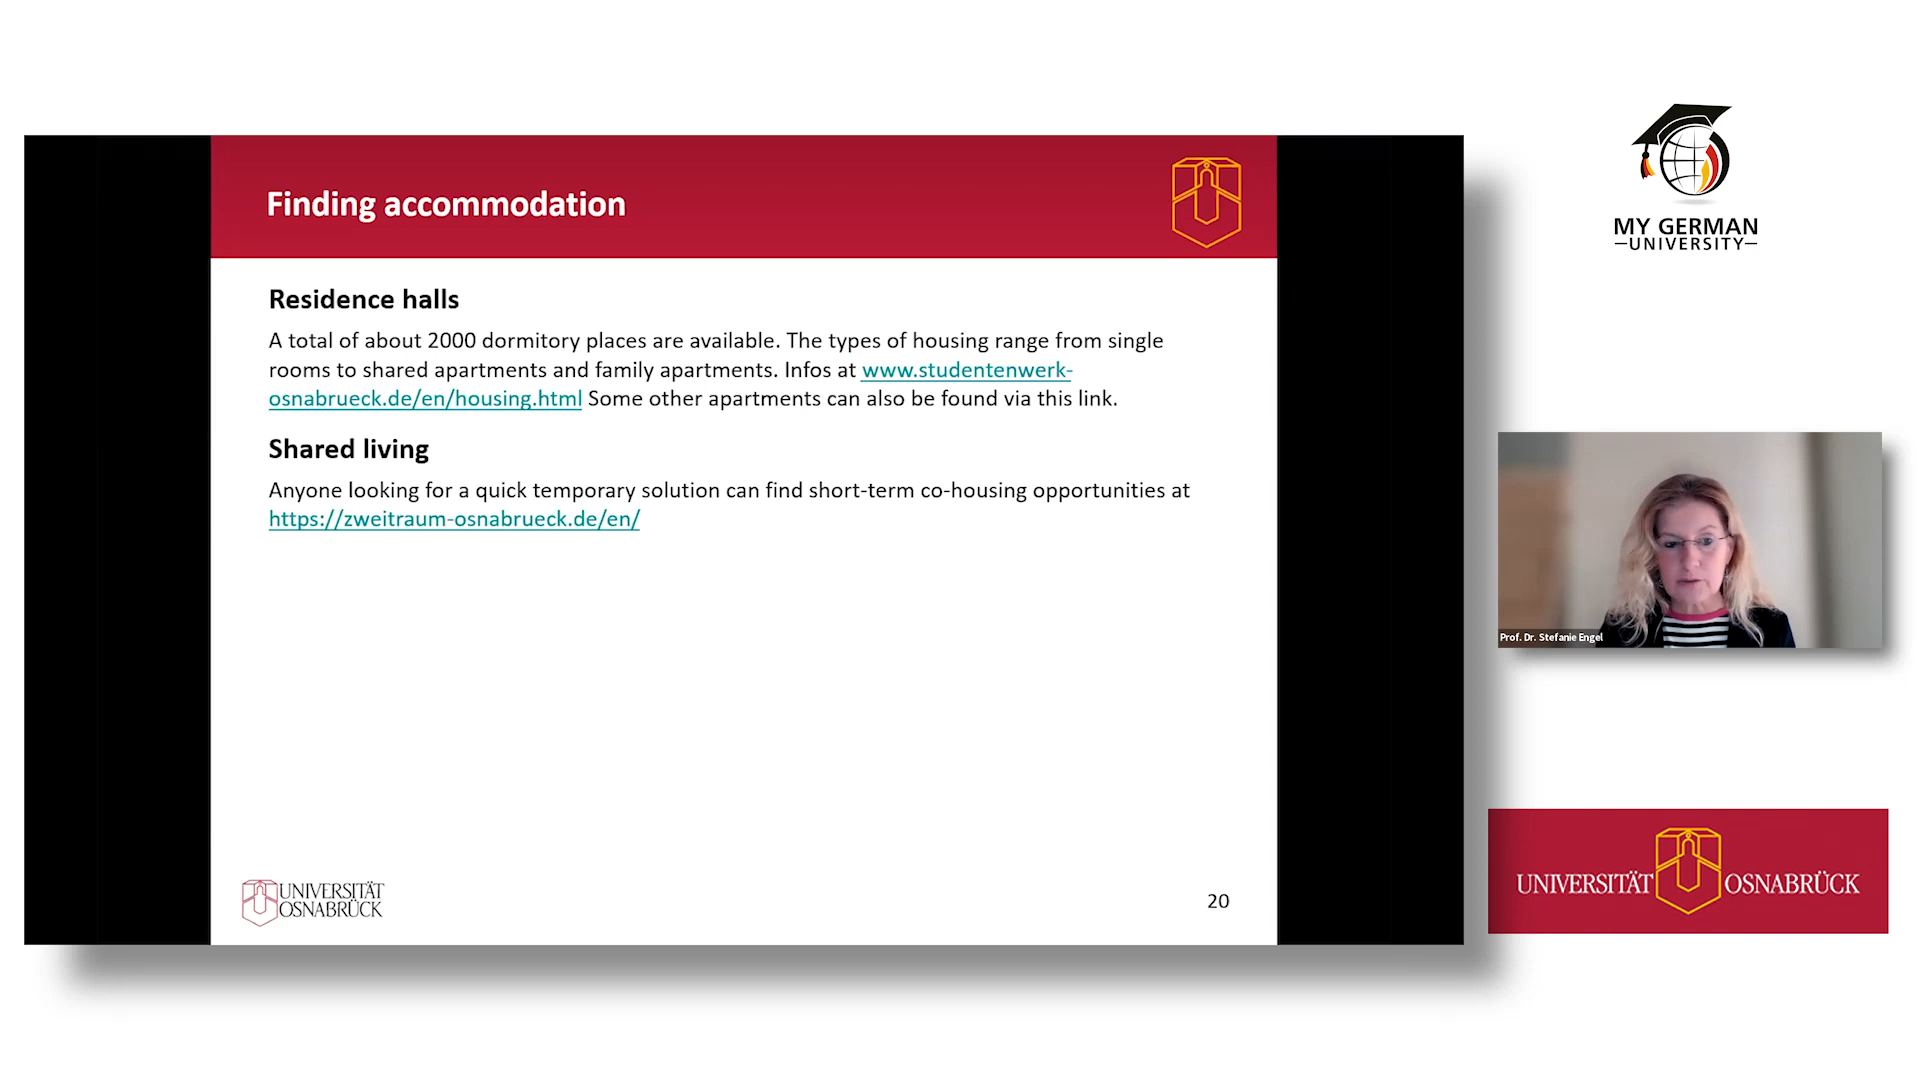 Finding accommodation
Residence halls
A total of about 2000 dormitory places are available. The types of housing range from single
rooms to shared apartments and family apartments. Infos at www.studentenwerk-
osnabrueck.de/en/housing.html Some other apartments can also be found via this link.
Shared living
Anyone looking for a quick temporary solution can find short-term co-housing opportunities at
https://zweitraum-osnabrueck.de/en/
UNIVERSITÄT
OSNABRÜCK
20
MY GERMAN
UNIVERSITY
Prof. Dr. Stefanie Engel
UNIVERSITÄT OSNABRÜCK